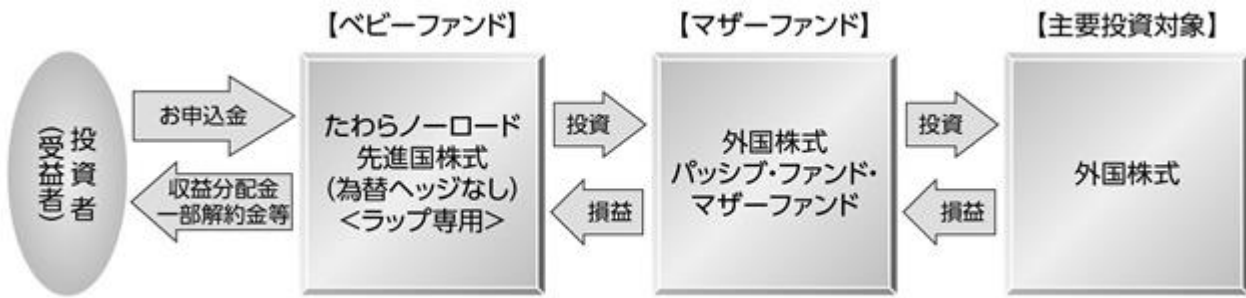 【ベビーファンド】
【マザーファンド】
【主要投資対象】
投資者
(受益者)
お申込金
収益分配金
一部解約金等
たわらノーロード
先進国株式
(為替ヘッジなし)
<ラップ専用>
投資
損益
外国株式
パッシブ・ファンド・
マザーファンド
投資
損益
外国株式